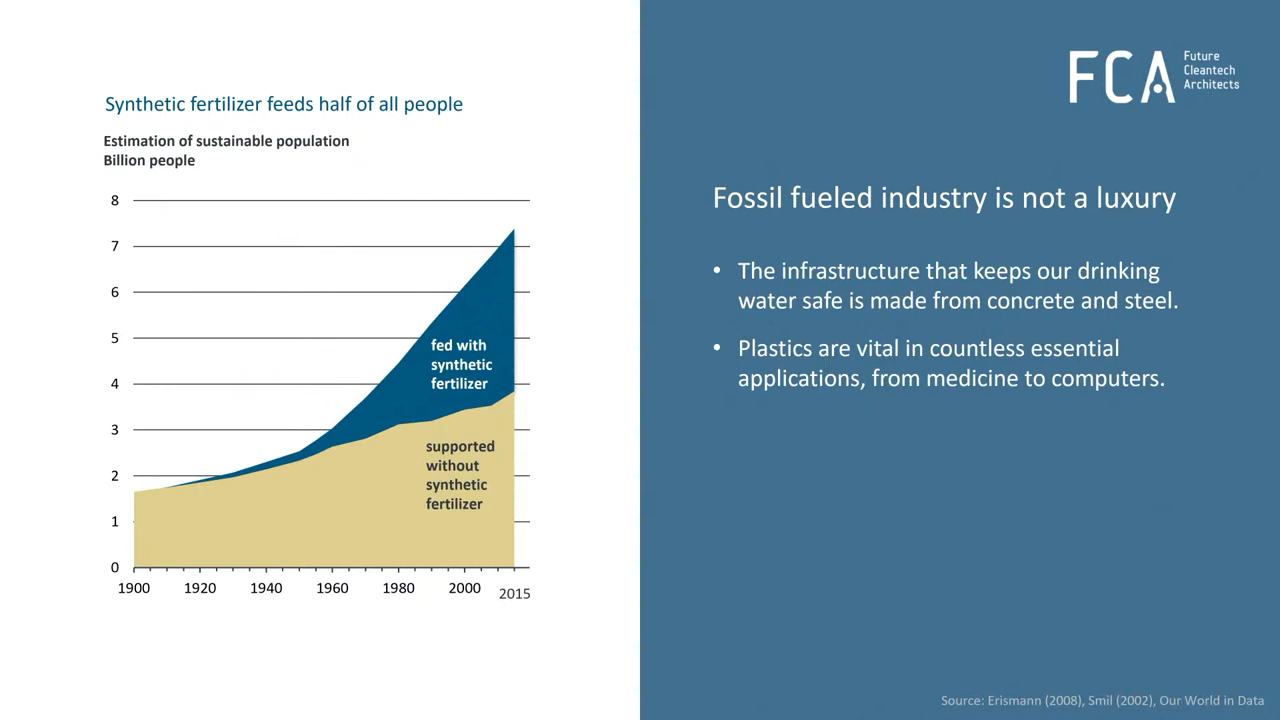 Synthetic fertilizer feeds half of all people
Estimation of sustainable population
Billion people
8
7
6
5
4
3
2
1
0
fed with
synthetic
fertilizer
supported
without
synthetic
fertilizer
1900 1920 1940 1960 1980 2000 2015
FCA
Future
Cleantech
Architects
Fossil fueled industry is not a luxury
• The infrastructure that keeps our drinking
water safe is made from concrete and steel.
• Plastics are vital in countless essential
applications, from medicine to computers.
Source: Erismann (2008), Smil (2002), Our World in Data